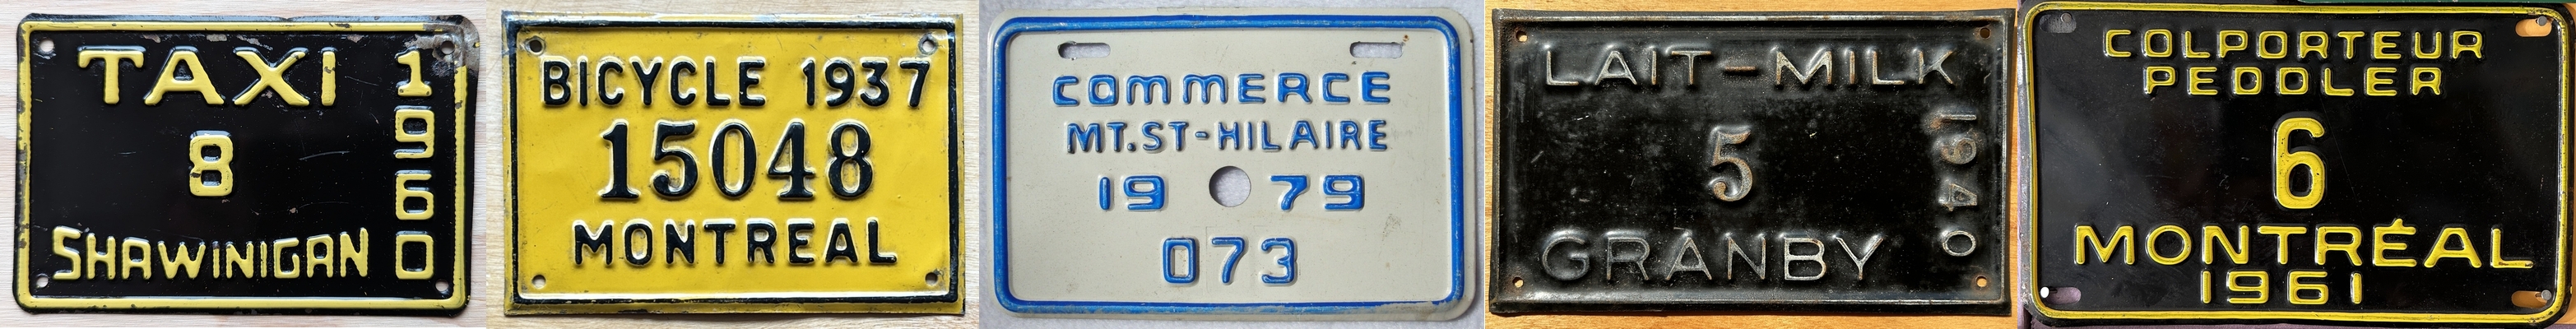 TAXI
8
SHAWINIGAN
1960
BICYCLE 1937
15048
MONTREAL
COMMERCE
MT.ST-HILAIRE
19 79
073
LAIT-MILK
5
GRANBY
1940
COLPORTEUR
PEDDLER
6
MONTRÉAL
1961